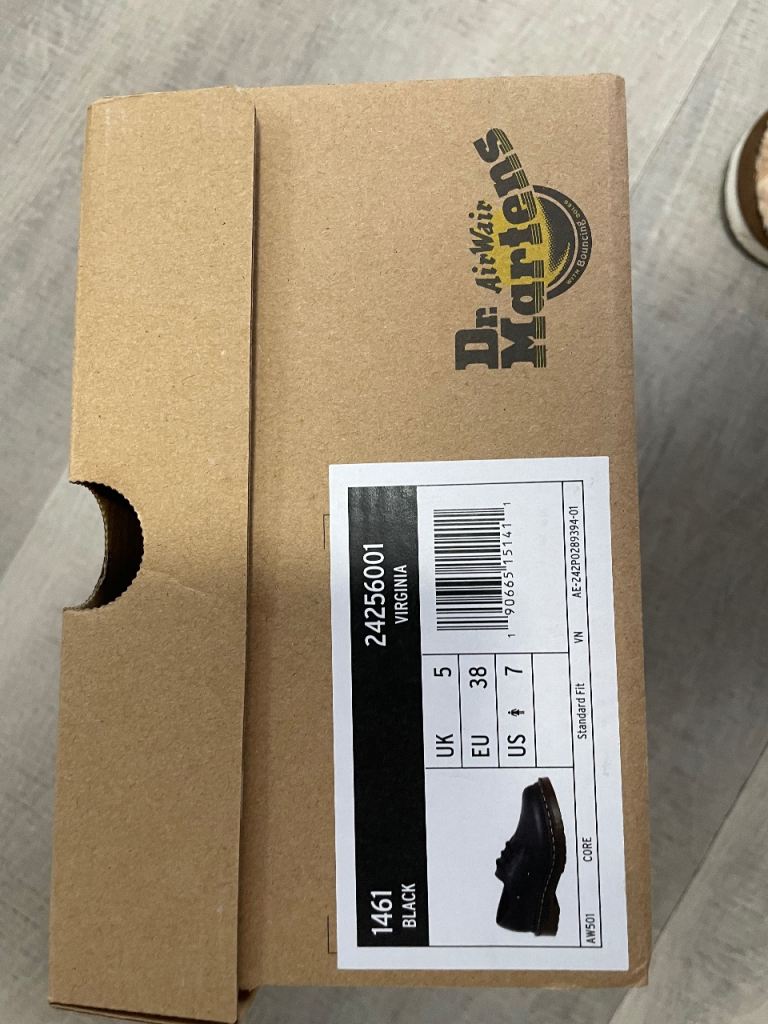 Dr. AirWair
Martens
WITH Bouncing SOLES
1461
BLACK
24256001
VIRGINIA
UK 5
EU 38
US 7
1 90665 15141 1
AW501 CORE Standard Fit VN AE-242P0289394-01